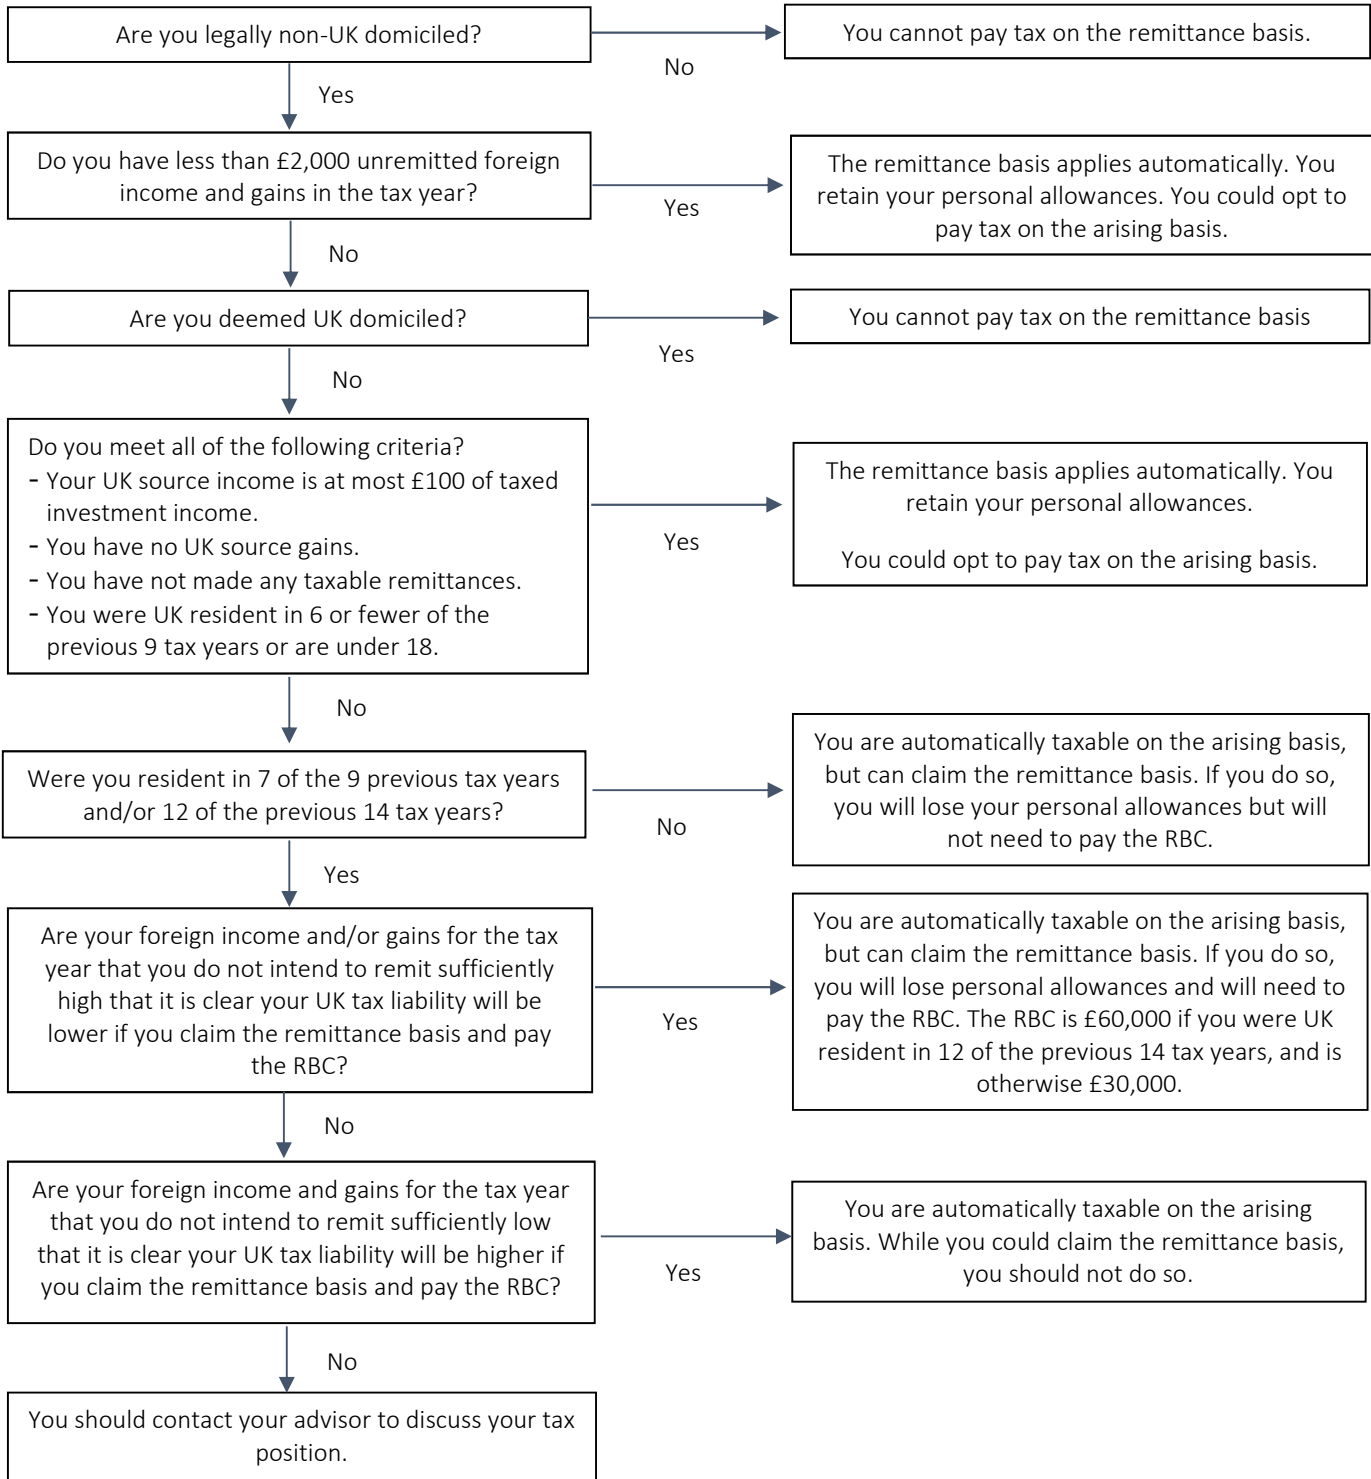 Are you legally non-UK domiciled?
You cannot pay tax on the remittance basis.
No
Yes
Do you have less than £2,000 unremitted foreign
income and gains in the tax year?
The remittance basis applies automatically. You
retain your personal allowances. You could opt to
pay tax on the arising basis.
Yes
No
Are you deemed UK domiciled?
You cannot pay tax on the remittance basis
Yes
No
Do you meet all of the following criteria?
- Your UK source income is at most £100 of taxed
investment income.
- You have no UK source gains.
- You have not made any taxable remittances.
- You were UK resident in 6 or fewer of the
previous 9 tax years or are under 18.
The remittance basis applies automatically. You
retain your personal allowances.
You could opt to pay tax on the arising basis.
Yes
No
Were you resident in 7 of the 9 previous tax years
and/or 12 of the previous 14 tax years?
You are automatically taxable on the arising basis,
but can claim the remittance basis. If you do so,
you will lose your personal allowances but will
not need to pay the RBC.
No
Yes
Are your foreign income and/or gains for the tax
year that you do not intend to remit sufficiently
high that it is clear your UK tax liability will be
lower if you claim the remittance basis and pay
the RBC?
You are automatically taxable on the arising basis,
but can claim the remittance basis. If you do so,
you will lose personal allowances and will need to
pay the RBC. The RBC is £60,000 if you were UK
resident in 12 of the previous 14 tax years, and is
otherwise £30,000.
Yes
No
Are your foreign income and gains for the tax year
that you do not intend to remit sufficiently low
that it is clear your UK tax liability will be higher if
you claim the remittance basis and pay the RBC?
You are automatically taxable on the arising
basis. While you could claim the remittance basis,
you should not do so.
Yes
No
You should contact your advisor to discuss your tax
position.